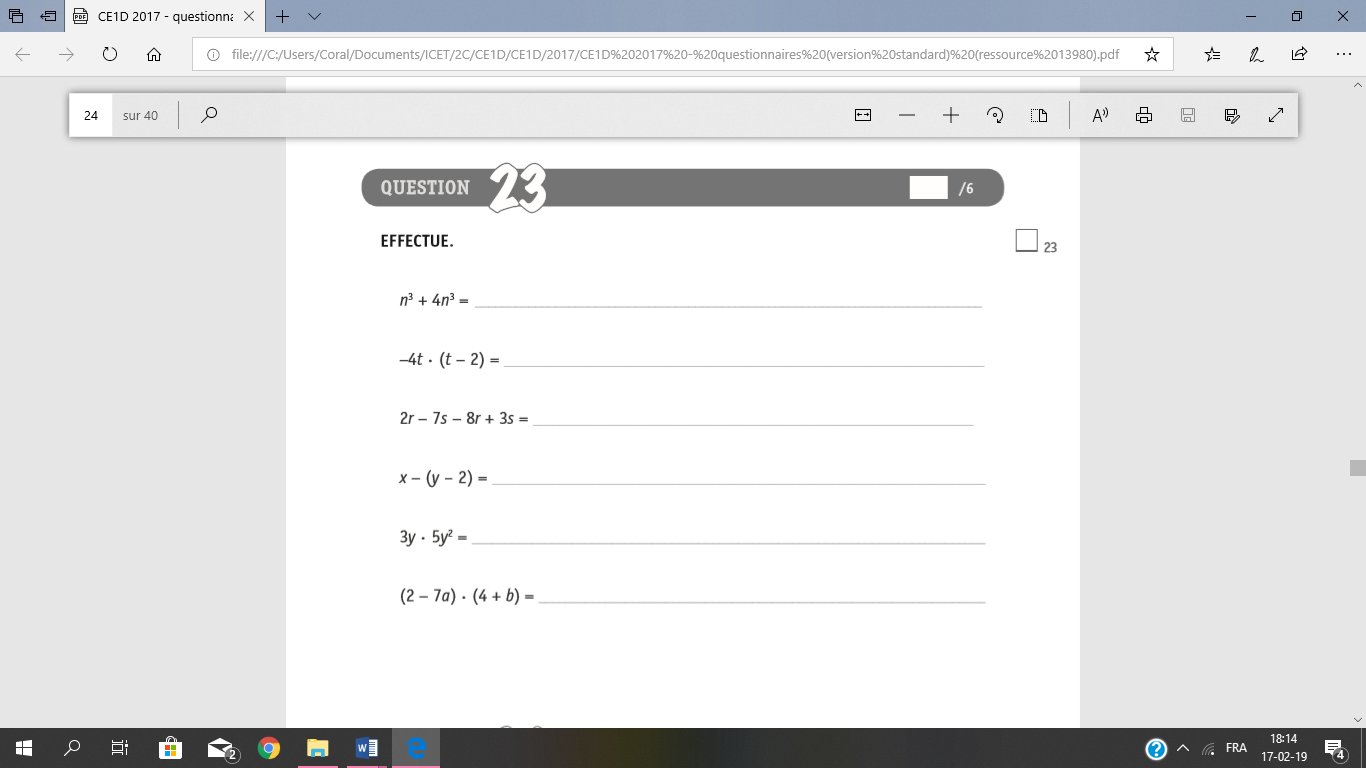 CE1D 2017 - questionna
file:///C:/Users/Coral/Documents/ICET/2C/CE1D/CE1D/2017/CE1D%202017%20-%20questionnaires%20(version%20standard)%20(ressource%2013980).pdf
24 sur 40
QUESTION 23 /6
EFFECTUE.
23
n³ + 4n³ =
–4t · (t – 2) =
2r – 7s – 8r + 3s =
x – (y – 2) =
3y · 5y² =
(2 – 7a) · (4 + b) =
2
FRA
18:14
17-02-19
4